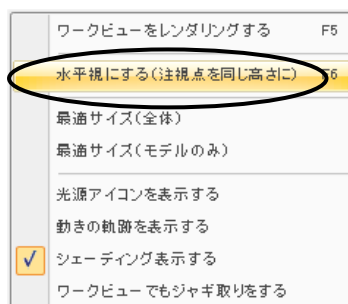 ワークビューをレンダリングする F5
水平視にする(注視点を同じ高さに) F6
最適サイズ(全体)
最適サイズ(モデルのみ)
光源アイコンを表示する
動きの軌跡を表示する
シェーディング表示する
ワークビューでもジャギ取りをする